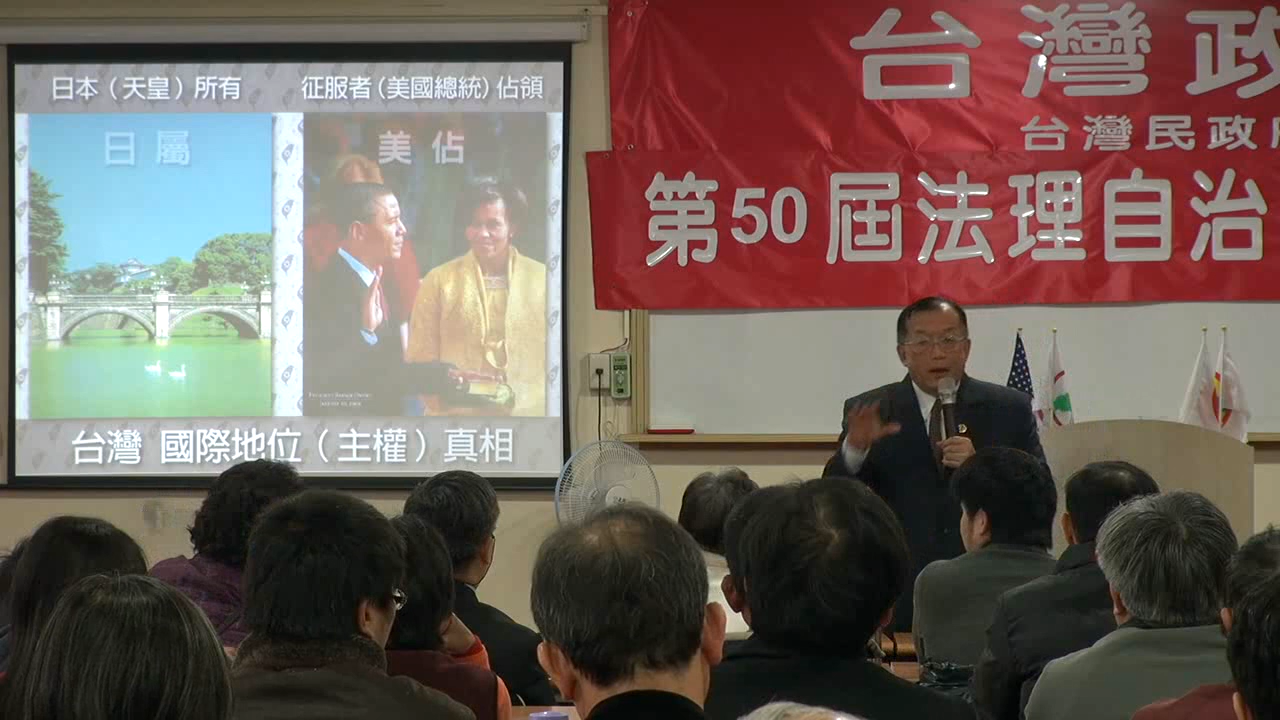 日本（天皇）所有
征服者（美國總統）佔領
日屬
美佔
台灣 國際地位（主權）真相
台灣政
台灣民政府
第50屆法理自治